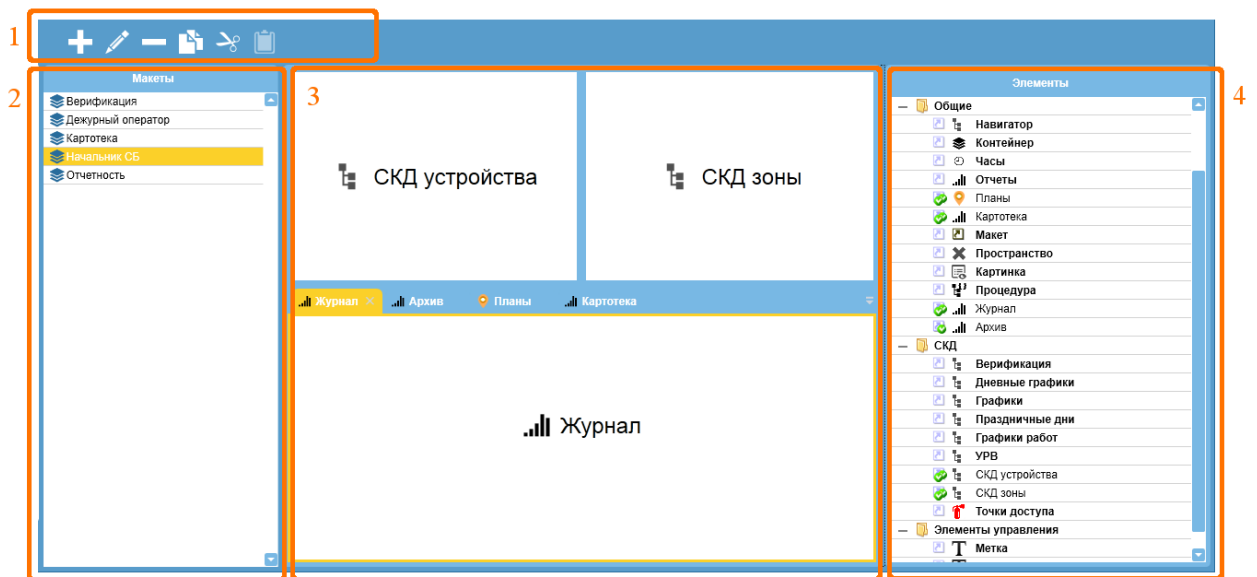 1
2
Макеты
Верификация
Дежурный оператор
Картотека
Начальник СБ
Отчетность
3
СКД устройства
СКД зоны
Журнал
Архив
Планы
Картотека
Журнал
4
Элементы
Общие
Навигатор
Контейнер
Часы
Отчеты
Планы
Картотека
Макет
Пространство
Картинка
Процедура
Журнал
Архив
СКД
Верификация
Дневные графики
Графики
Праздничные дни
Графики работ
УРВ
СКД устройства
СКД зоны
Точки доступа
Элементы управления
Метка